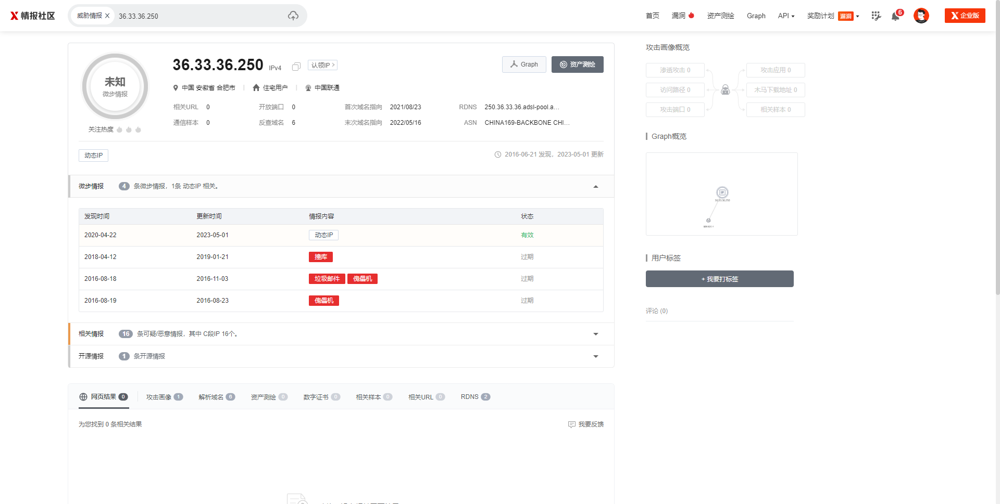 情报社区
威胁情报 36.33.36.250
首页 漏洞 资产测绘 Graph API 奖励计划 漏洞 6 企业版
未知
微步情报
关注热度
36.33.36.250 IPv4 认领IP
Graph 资产测绘
中国 安徽省 合肥市 住宅用户 中国联通
相关URL 0 开放端口 0 首次域名指向 2021/08/23 RDNS 250.36.33.36.adsl-pool.a...
通信样本 0 反查域名 6 末次域名指向 2022/05/16 ASN CHINA169-BACKBONE CHI...
动态IP
2016-06-21 发现，2023-05-01 更新
微步情报 4 条微步情报，1条 动态IP 相关。
发现时间 更新时间 情报内容 状态
2020-04-22 2023-05-01 动态IP 有效
2018-04-12 2019-01-21 撞库 过期
2016-08-18 2016-11-03 垃圾邮件 傀儡机 过期
2016-08-19 2016-08-23 傀儡机 过期
相关情报 16 条可疑/恶意情报，其中 C段IP 16个。
开源情报 1 条开源情报
网页结果 0 攻击画像 1 解析域名 6 资产测绘 0 数字证书 0 相关样本 0 相关URL 0 RDNS 2
为您找到 0 条相关结果
我要反馈
攻击画像概览
渗透攻击 0 攻击应用 0
访问路径 0 木马下载地址 0
攻击端口 0 相关样本 0
Graph概览
IP
36.33.36.250
用户标签
+ 我要打标签
评论 (0)